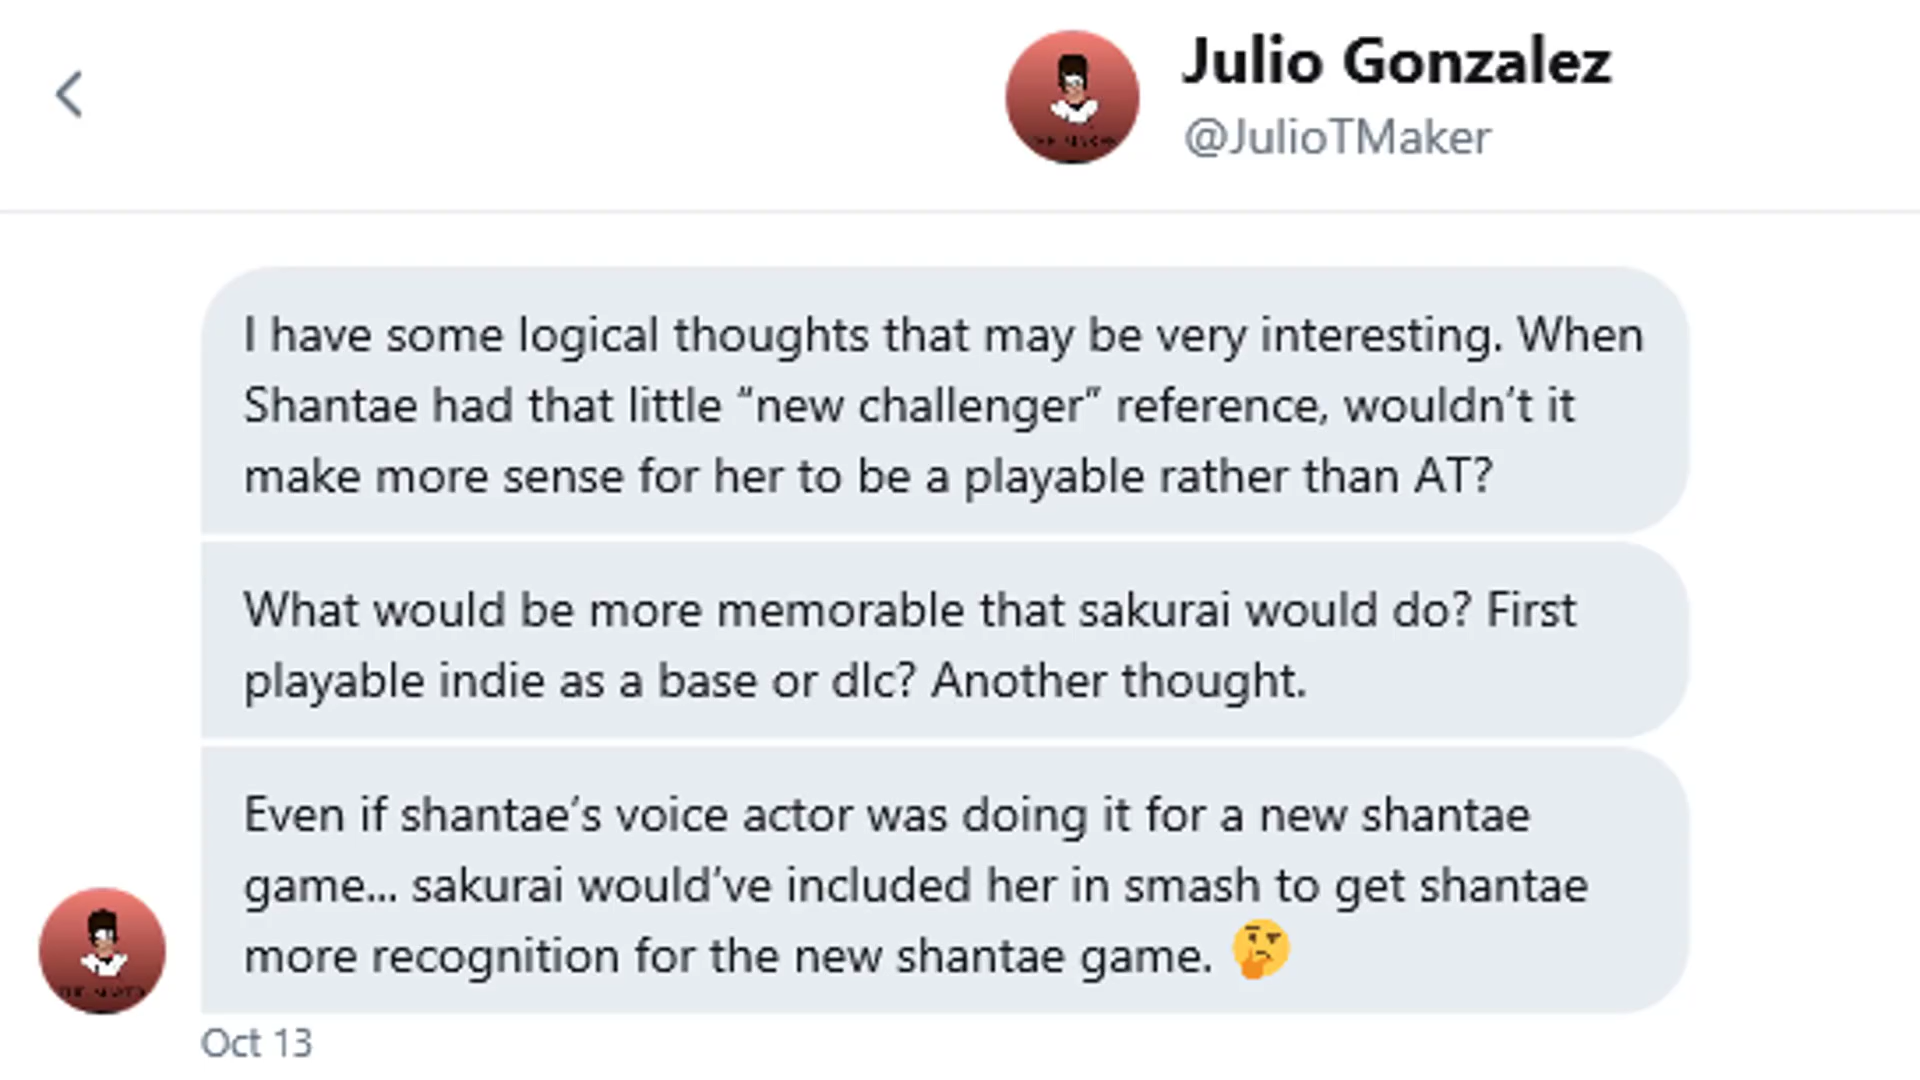 Julio Gonzalez
@JulioTMaker
I have some logical thoughts that may be very interesting. When
Shantae had that little “new challenger” reference, wouldn’t it
make more sense for her to be a playable rather than AT?
What would be more memorable that sakurai would do? First
playable indie as a base or dlc? Another thought.
Even if shantae’s voice actor was doing it for a new shantae
game... sakurai would’ve included her in smash to get shantae
more recognition for the new shantae game. 🤔
Oct 13